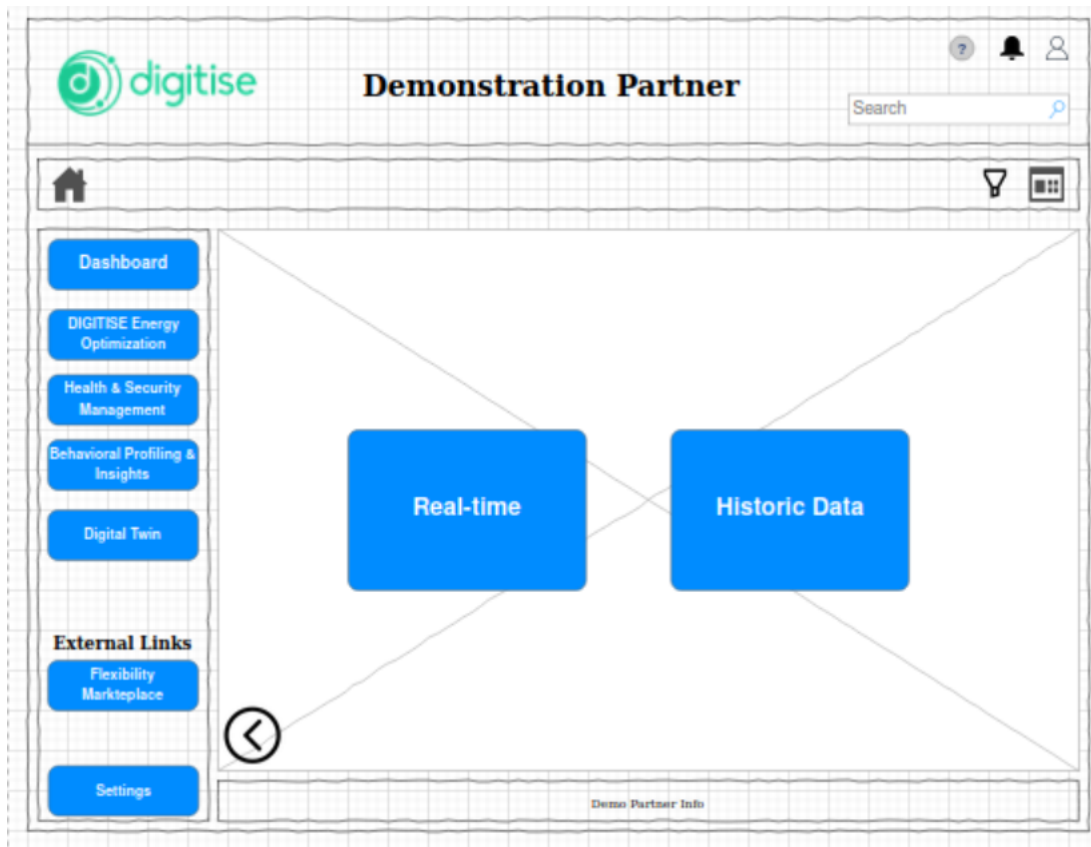 digitise
Demonstration Partner
?
Search
Dashboard
DIGITISE Energy
Optimization
Health & Security
Management
Behavioral Profiling &
Insights
Digital Twin
External Links
Flexibility
Markteplace
Settings
Real-time
Historic Data
Demo Partner Info